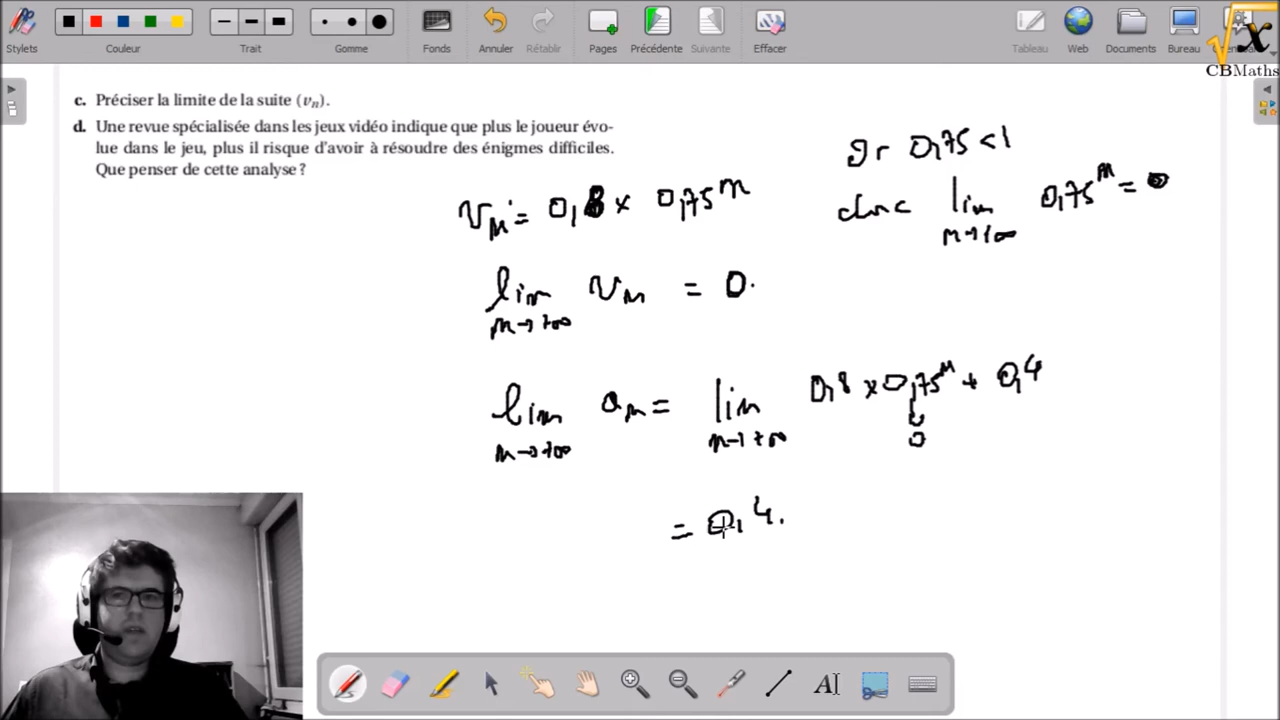 Stylets Couleur Trait Gomme Fonds Annuler Rétablir Pages Précédente Suivante Effacer Tableau Web Documents Bureau
CBMaths
c. Préciser la limite de la suite (vₙ).
d. Une revue spécialisée dans les jeux vidéo indique que plus le joueur évo-
lue dans le jeu, plus il risque d'avoir à résoudre des énigmes difficiles.
Que penser de cette analyse ?
Or 0,75 < 1
donc lim 0,75ⁿ = 0
n→+∞
vₙ = 0,8 × 0,75ⁿ
lim vₙ = 0.
n→+∞
lim aₙ = lim 0,8 × 0,75ⁿ + 0,4
n→+∞ n→+∞ 0
= 0,4.
AI